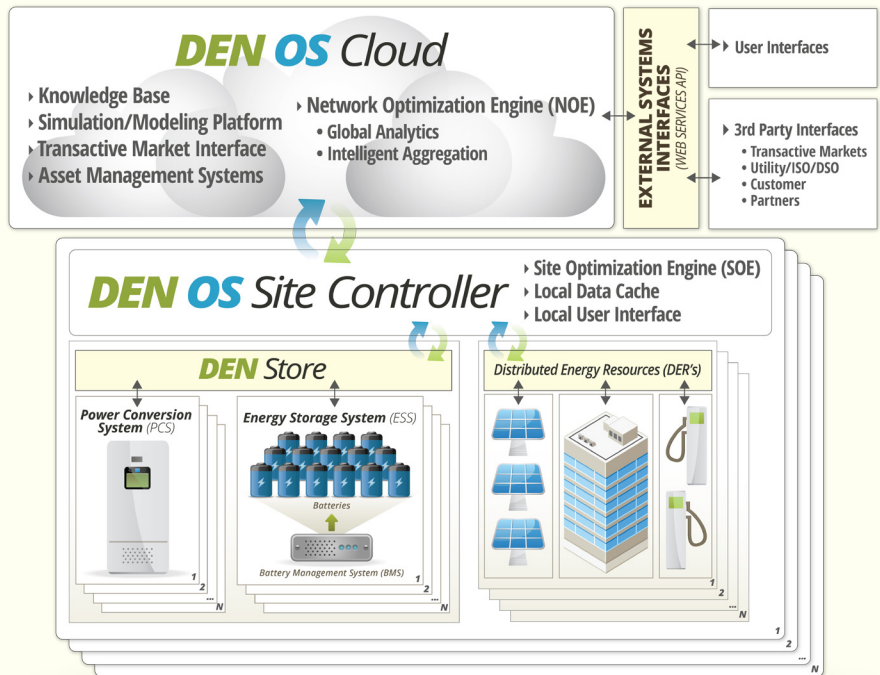 DEN OS Cloud
‣ Knowledge Base
‣ Simulation/Modeling Platform
‣ Transactive Market Interface
‣ Asset Management Systems
‣ Network Optimization Engine (NOE)
• Global Analytics
• Intelligent Aggregation
EXTERNAL SYSTEMS
INTERFACES
(WEB SERVICES API)
‣ User Interfaces
‣ 3rd Party Interfaces
• Transactive Markets
• Utility/ISO/DSO
• Customer
• Partners
DEN OS Site Controller
‣ Site Optimization Engine (SOE)
‣ Local Data Cache
‣ Local User Interface
DEN Store
Power Conversion
System (PCS)
1
2
...
N
Energy Storage System (ESS)
Batteries
Battery Management System (BMS)
1
2
...
N
Distributed Energy Resources (DER's)
1
2
...
N
1
2
...
N